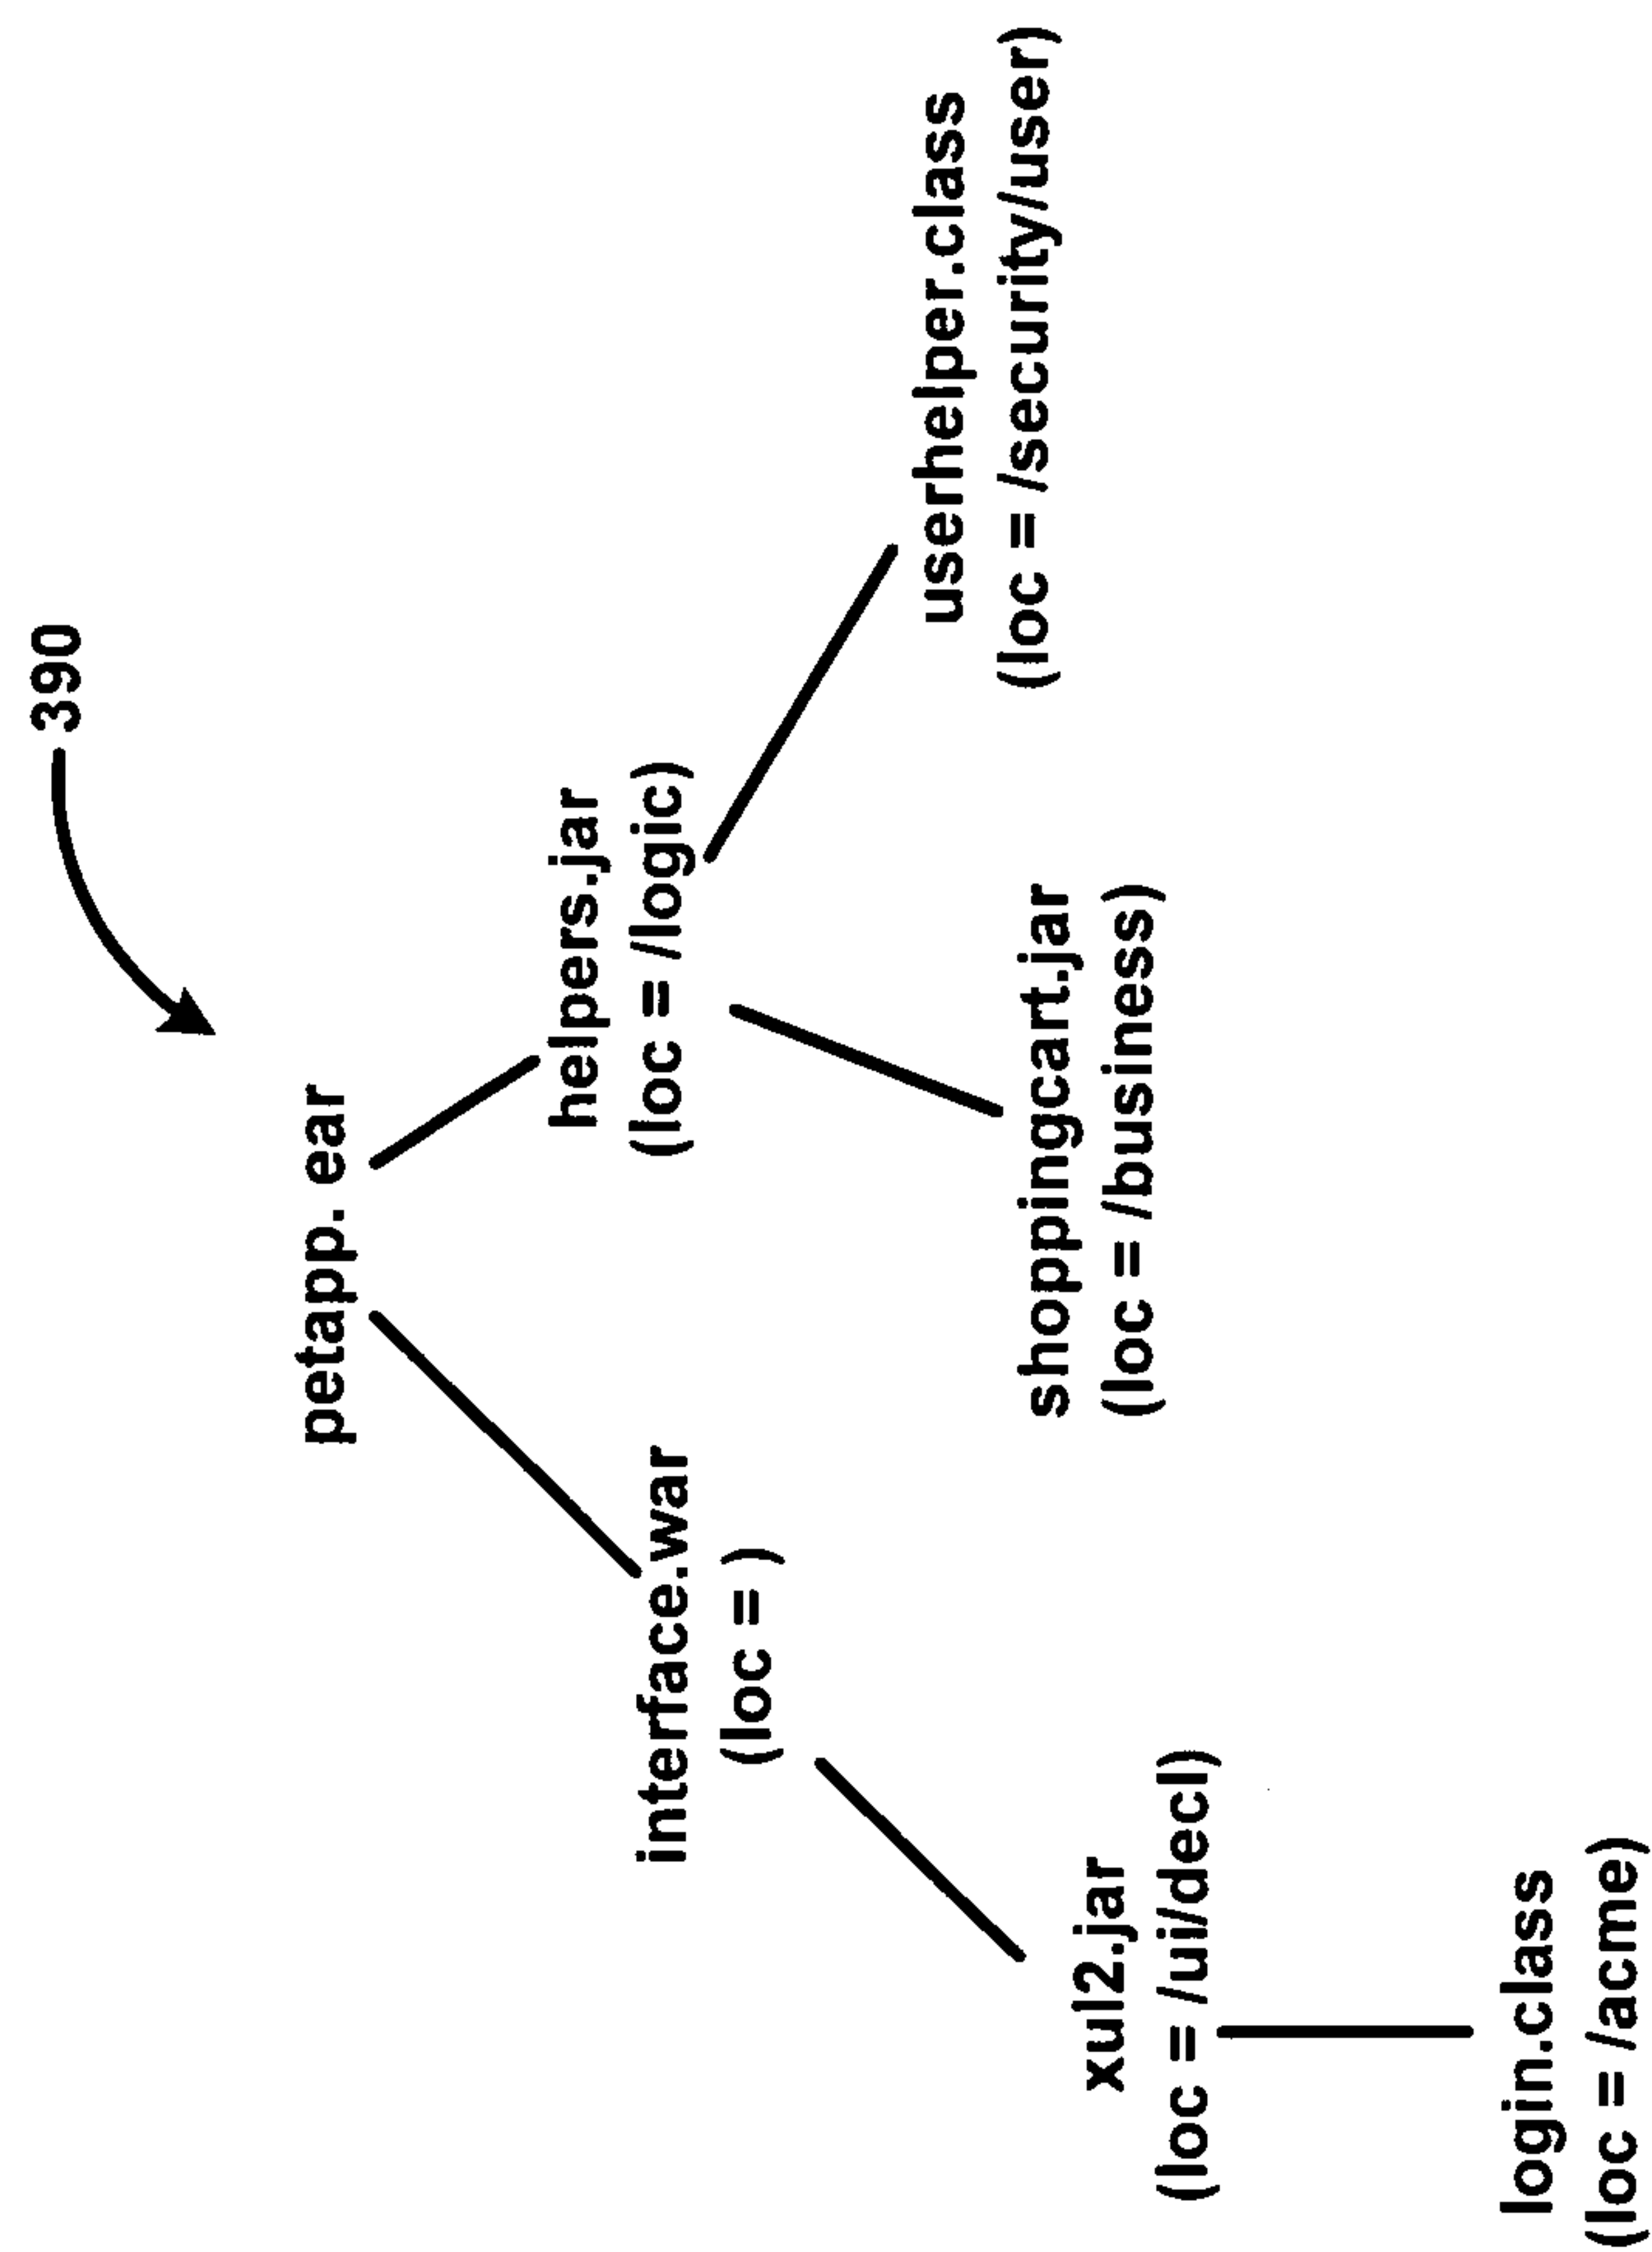 390
petapp. ear
helpers.jar
(loc = /logic)
interface.war
(loc = )
userhelper.class
(loc = /security/user)
shoppingcart.jar
(loc = /business)
xul2.jar
(loc = /ui/decl)
login.class
(loc = /acme)